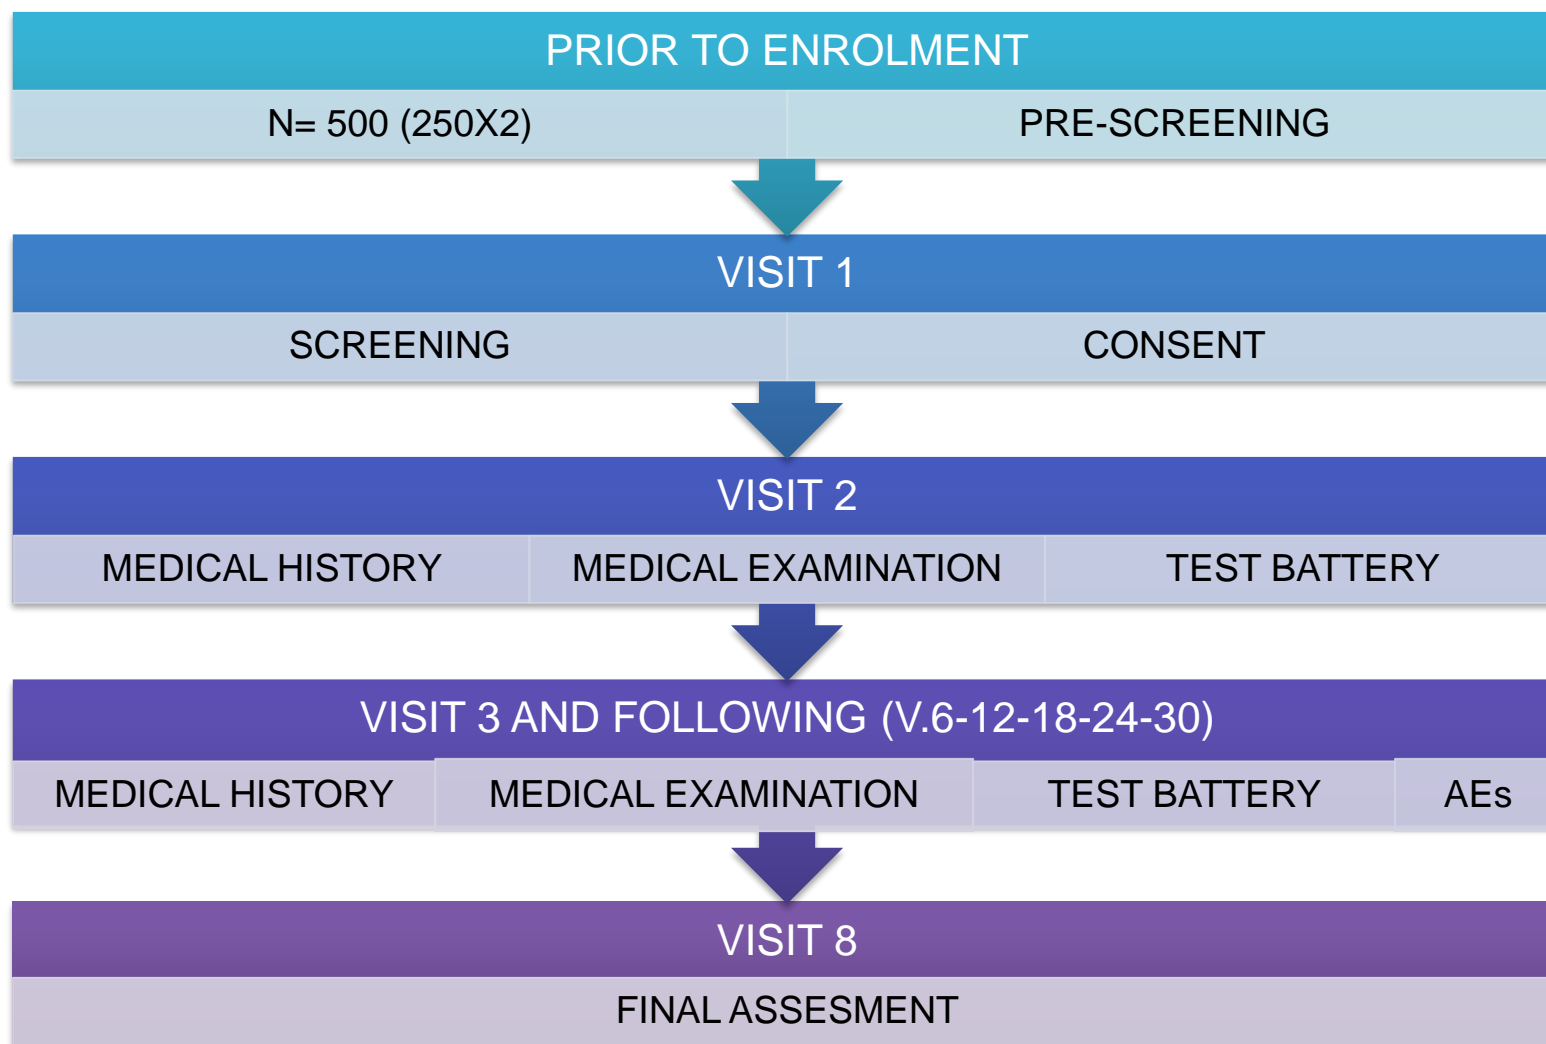 PRIOR TO ENROLMENT
N= 500 (250X2) PRE-SCREENING
VISIT 1
SCREENING CONSENT
VISIT 2
MEDICAL HISTORY MEDICAL EXAMINATION TEST BATTERY
VISIT 3 AND FOLLOWING (V.6-12-18-24-30)
MEDICAL HISTORY MEDICAL EXAMINATION TEST BATTERY AEs
VISIT 8
FINAL ASSESMENT